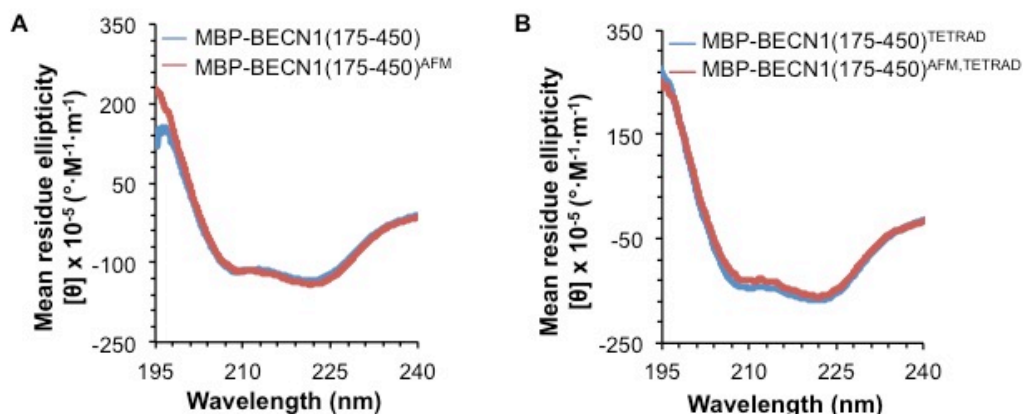 A
MBP-BECN1(175-450)
MBP-BECN1(175-450)ᴬᶠᴹ
Mean residue ellipticity
[θ] x 10⁻⁵ (°·M⁻¹·m⁻¹)
350
200
50
-100
-250
195
210
225
240
Wavelength (nm)
B
MBP-BECN1(175-450)ᵀᴱᵀᴿᴬᴰ
MBP-BECN1(175-450)ᴬᶠᴹ,ᵀᴱᵀᴿᴬᴰ
Mean residue ellipticity
[θ] x 10⁻⁵ (°·M⁻¹·m⁻¹)
350
150
-50
-250
195
210
225
240
Wavelength (nm)